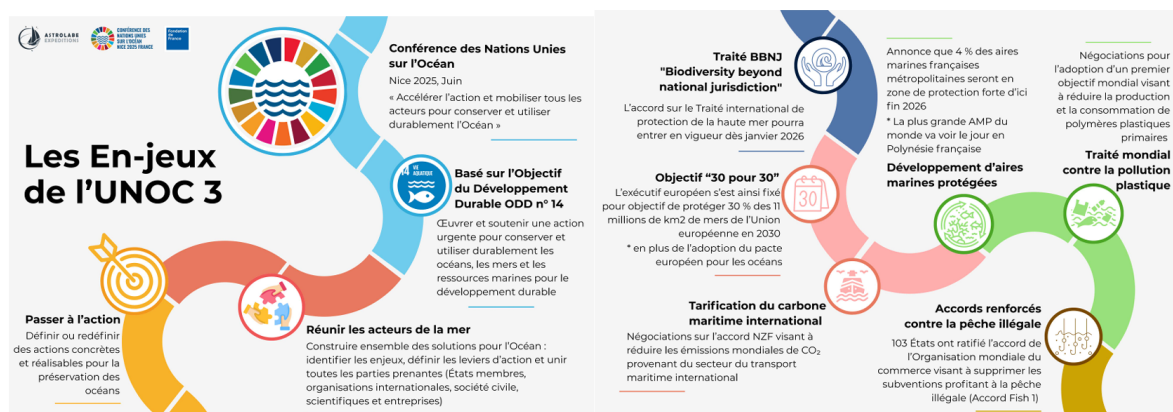 ASTROLABE
EXPEDITIONS
CONFÉRENCE DES
NATIONS UNIES
SUR L'OCÉAN
NICE 2025 FRANCE
Fondation
de
France
Les En-jeux
de l'UNOC 3
Conférence des Nations Unies
sur l'Océan
Nice 2025, Juin
« Accélérer l'action et mobiliser tous les
acteurs pour conserver et utiliser
durablement l'Océan »
14 VIE
AQUATIQUE
Basé sur l'Objectif
du Développement
Durable ODD n° 14
Œuvrer et soutenir une action
urgente pour conserver et
utiliser durablement les
océans, les mers et les
ressources marines pour le
développement durable
Réunir les acteurs de la mer
Construire ensemble des solutions pour l'Océan :
identifier les enjeux, définir les leviers d'action et unir
toutes les parties prenantes (États membres,
organisations internationales, société civile,
scientifiques et entreprises)
Passer à l'action
Définir ou redéfinir
des actions concrètes
et réalisables pour la
préservation des
océans
Traité BBNJ
"Biodiversity beyond
national jurisdiction"
L'accord sur le Traité international de
protection de la haute mer pourra
entrer en vigueur dès janvier 2026
Objectif "30 pour 30"
L'exécutif européen s'est ainsi fixé
pour objectif de protéger 30 % des 11
millions de km2 de mers de l'Union
européenne en 2030
* en plus de l'adoption du pacte
européen pour les océans
30
Tarification du carbone
maritime international
Négociations sur l'accord NZF visant à
réduire les émissions mondiales de CO₂
provenant du secteur du transport
maritime international
Annonce que 4 % des aires
marines françaises
métropolitaines seront en
zone de protection forte d'ici
fin 2026
* La plus grande AMP du
monde va voir le jour en
Polynésie française
Développement d'aires
marines protégées
Négociations pour
l'adoption d'un premier
objectif mondial visant
à réduire la production
et la consommation de
polymères plastiques
primaires
Traité mondial
contre la pollution
plastique
Accords renforcés
contre la pêche illégale
103 États ont ratifié l'accord de
l'Organisation mondiale du
commerce visant à supprimer les
subventions profitant à la pêche
illégale (Accord Fish 1)